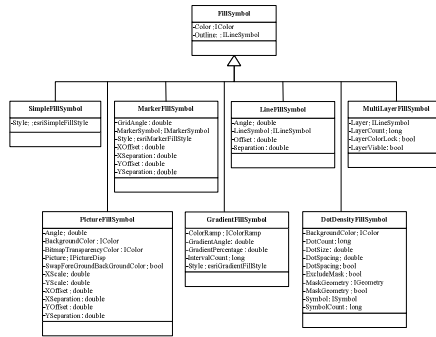 FillSymbol
-Color : IColor
-Outline : ILineSymbol
SimpleFillSymbol
-Style : esriSimpleFillStyle
MarkerFillSymbol
-GridAngle : double
-MarkerSymbol : IMarkerSymbol
-Style : esriMarkerFillStyle
-XOffset : double
-XSeparation : double
-YOffset : double
-YSeparation : double
LineFillSymbol
-Angle : double
-LineSymbol : ILineSymbol
-Offset : double
-Separation : double
MultiLayerFillSymbol
-Layer : ILineSymbol
-LayerCount : long
-LayerColorLock : bool
-LayerVisble : bool
PictureFillSymbol
-Angle : double
-BackgroundColor : IColor
-BitmapTransparencyColor : IColor
-Picture : IPictureDisp
-SwapForeGroundBackGroundColor : bool
-XScale : double
-YScale : double
-XOffset : double
-XSeparation : double
-YOffset : double
-YSeparation : double
GradientFillSymbol
-ColorRamp : IColorRamp
-GradientAngle : double
-GradientPercentage : double
-IntervalCount : long
-Style : esriGradientFillStyle
DotDensityFillSymbol
-BackgroundColor : IColor
-DotCount : long
-DotSize : double
-DotSpacing : double
-DotSpacing : bool
-ExcludeMask : bool
-MaskGeometry : IGeometry
-MaskGeometry : bool
-Symbol : ISymbol
-SymbolCount : long